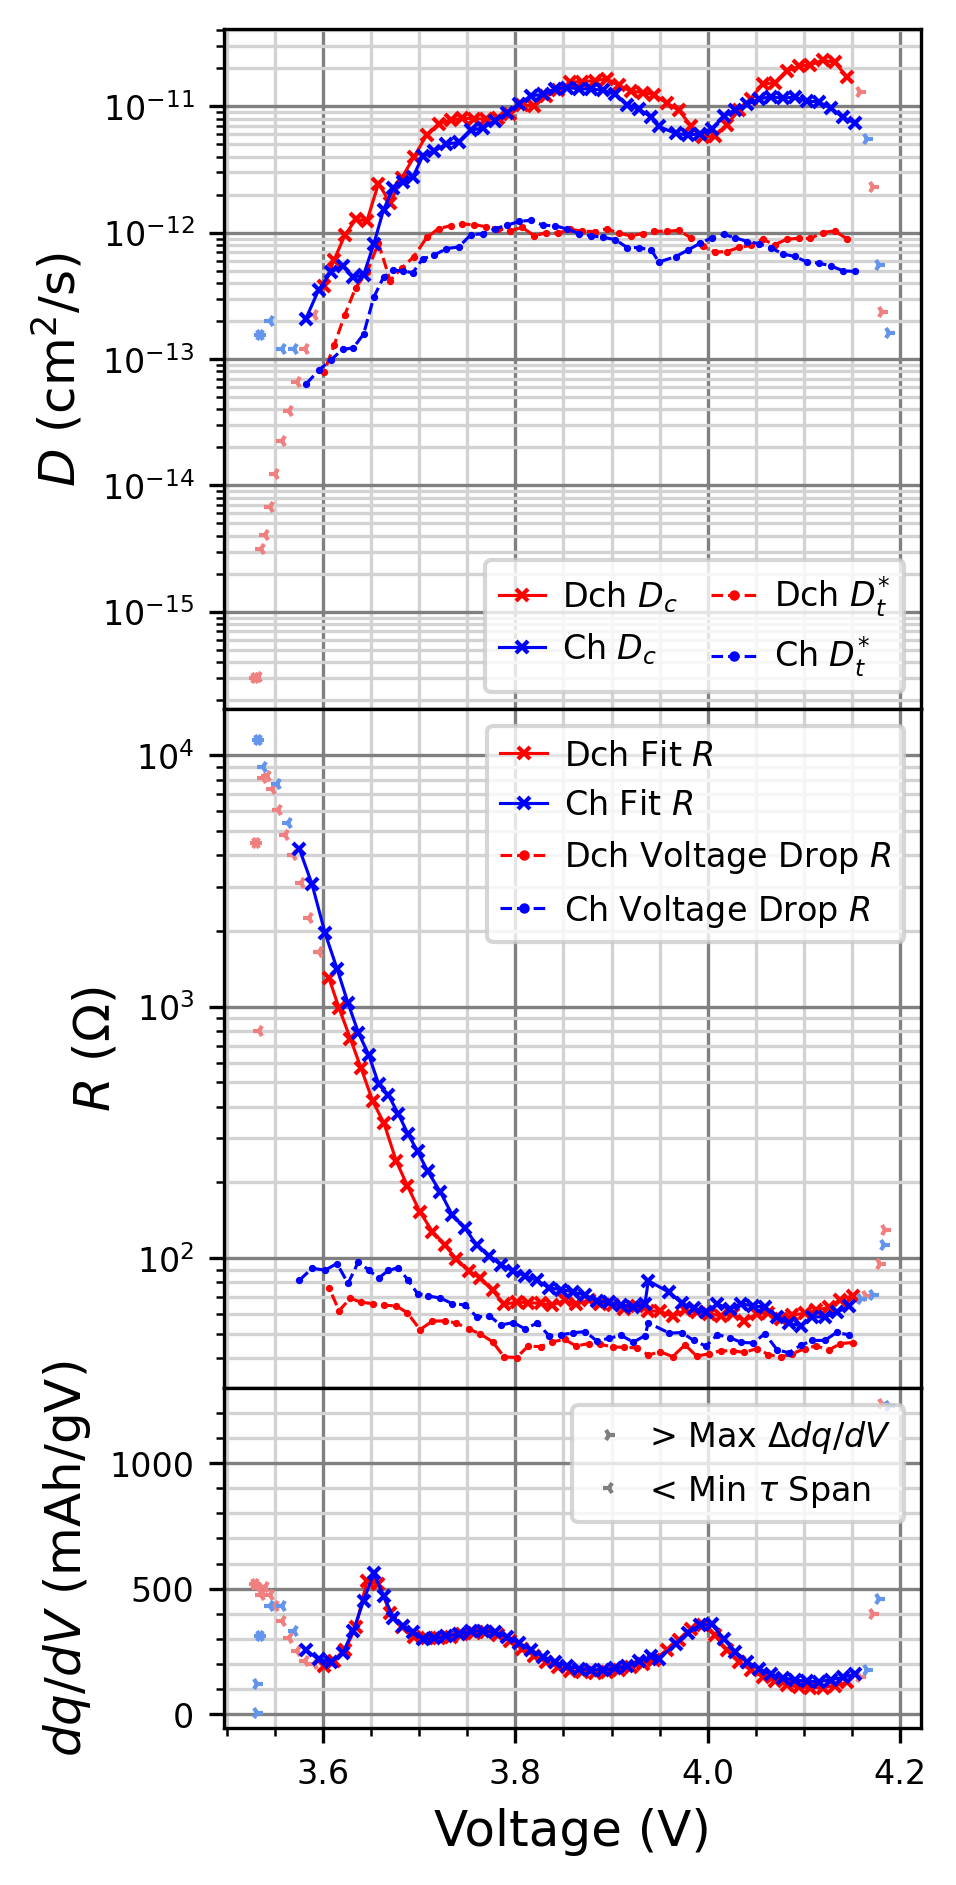 10⁻¹¹
10⁻¹²
10⁻¹³
10⁻¹⁴
10⁻¹⁵
D (cm²/s)
Dch D_c
Ch D_c
Dch D_t^*
Ch D_t^*
10⁴
10³
10²
R (Ω)
Dch Fit R
Ch Fit R
Dch Voltage Drop R
Ch Voltage Drop R
1000
500
0
dq/dV (mAh/gV)
> Max Δdq/dV
< Min τ Span
3.6 3.8 4.0 4.2
Voltage (V)